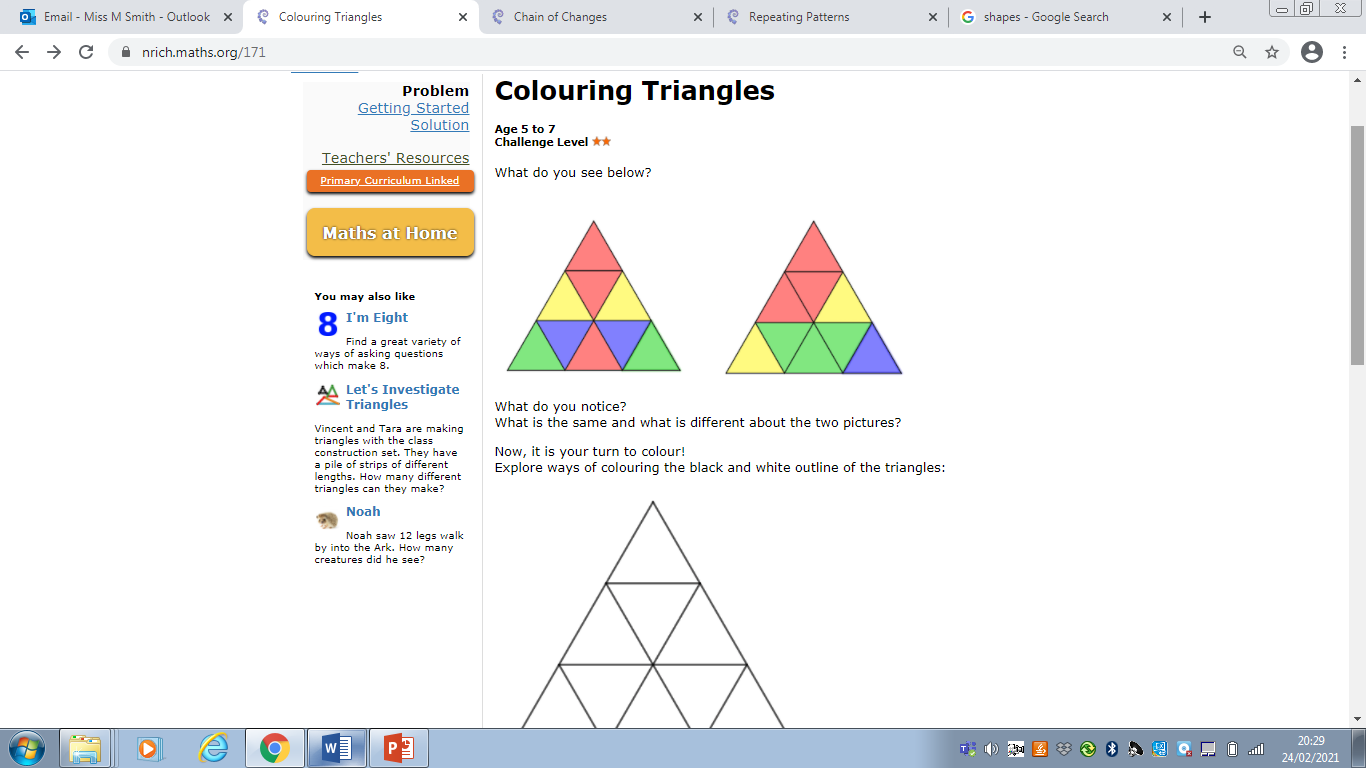 Email - Miss M Smith - Outlook
Colouring Triangles
Chain of Changes
Repeating Patterns
shapes - Google Search
nrich.maths.org/171
Problem
Getting Started
Solution
Teachers' Resources
Primary Curriculum Linked
Maths at Home
You may also like
8 I'm Eight
Find a great variety of
ways of asking questions
which make 8.
Let's Investigate
Triangles
Vincent and Tara are making
triangles with the class
construction set. They have
a pile of strips of different
lengths. How many different
triangles can they make?
Noah
Noah saw 12 legs walk
by into the Ark. How many
creatures did he see?
Colouring Triangles
Age 5 to 7
Challenge Level
What do you see below?
What do you notice?
What is the same and what is different about the two pictures?
Now, it is your turn to colour!
Explore ways of colouring the black and white outline of the triangles:
20:29
24/02/2021